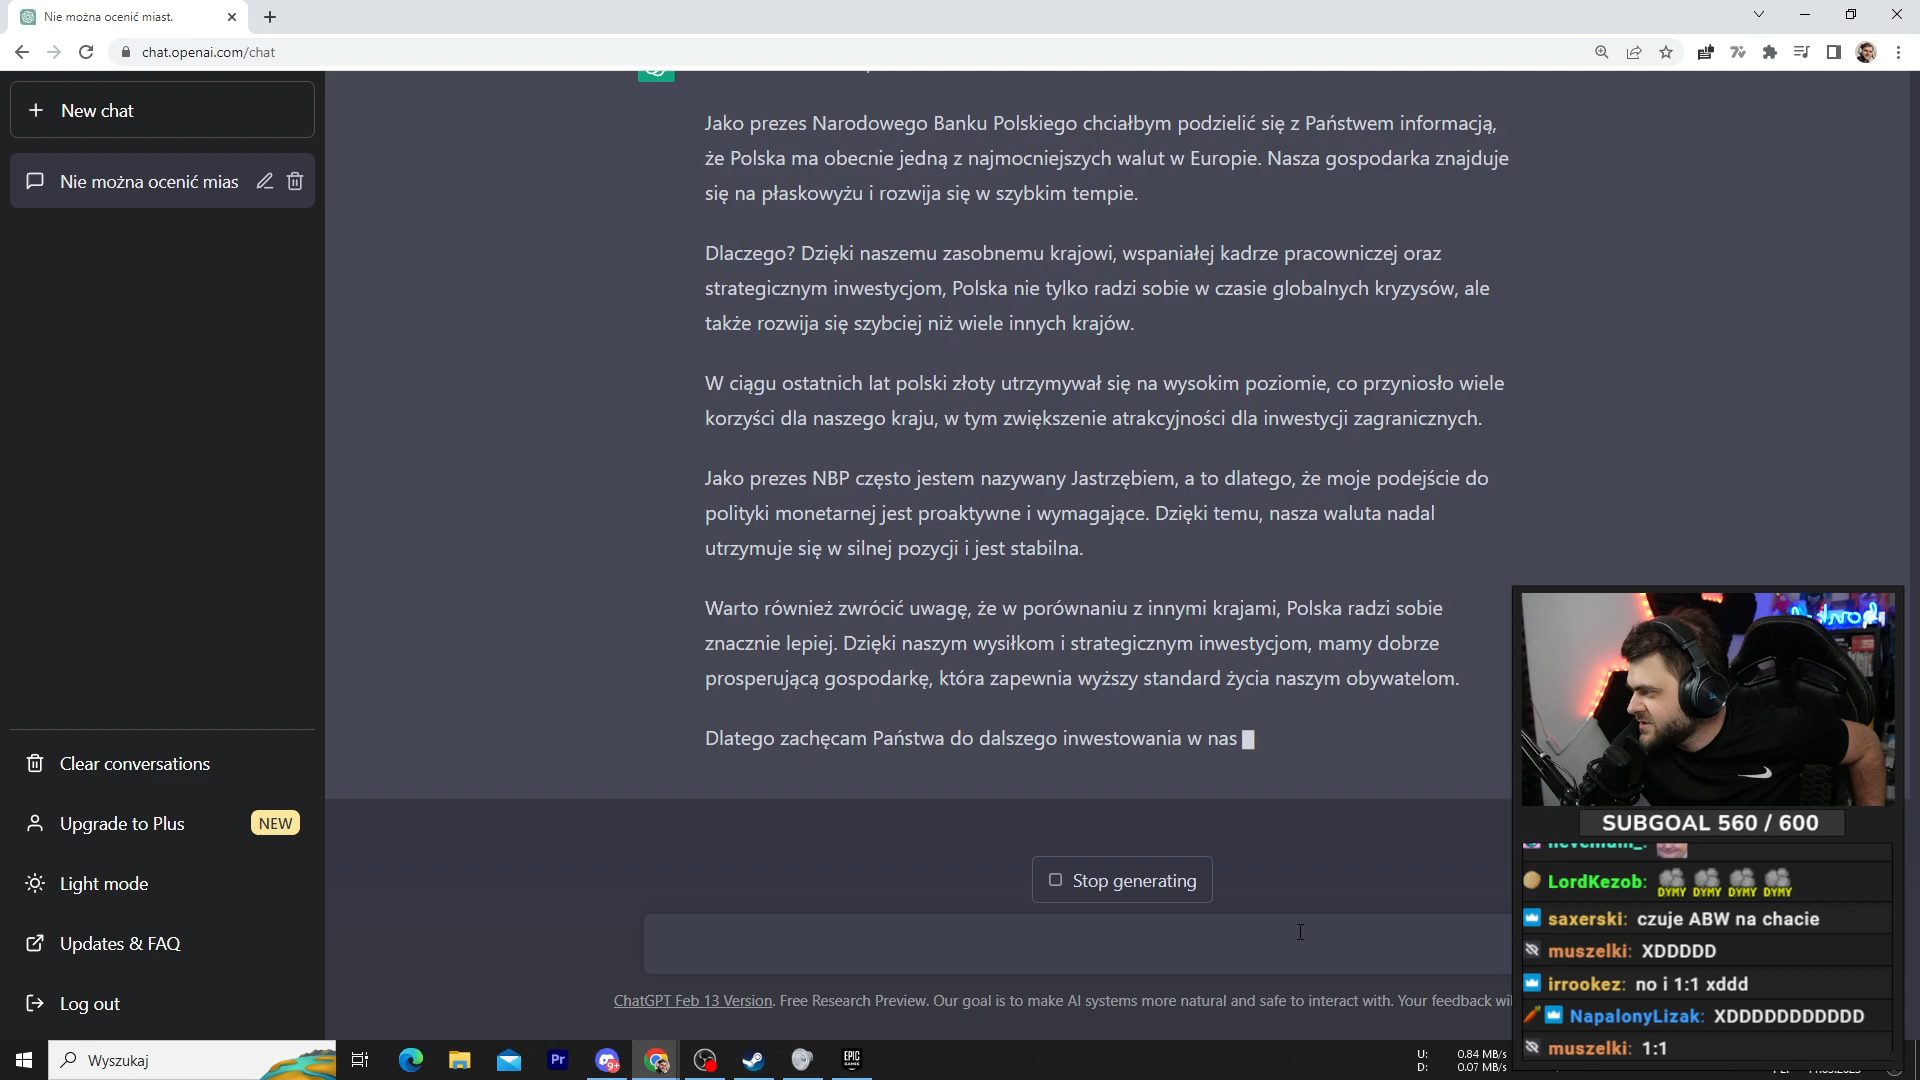 Nie można ocenić miast.
chat.openai.com/chat
New chat
Nie można ocenić mias
Jako prezes Narodowego Banku Polskiego chciałbym podzielić się z Państwem informacją,
że Polska ma obecnie jedną z najmocniejszych walut w Europie. Nasza gospodarka znajduje
się na płaskowyżu i rozwija się w szybkim tempie.
Dlaczego? Dzięki naszemu zasobnemu krajowi, wspaniałej kadrze pracowniczej oraz
strategicznym inwestycjom, Polska nie tylko radzi sobie w czasie globalnych kryzysów, ale
także rozwija się szybciej niż wiele innych krajów.
W ciągu ostatnich lat polski złoty utrzymywał się na wysokim poziomie, co przyniosło wiele
korzyści dla naszego kraju, w tym zwiększenie atrakcyjności dla inwestycji zagranicznych.
Jako prezes NBP często jestem nazywany Jastrzębiem, a to dlatego, że moje podejście do
polityki monetarnej jest proaktywne i wymagające. Dzięki temu, nasza waluta nadal
utrzymuje się w silnej pozycji i jest stabilna.
Warto również zwrócić uwagę, że w porównaniu z innymi krajami, Polska radzi sobie
znacznie lepiej. Dzięki naszym wysiłkom i strategicznym inwestycjom, mamy dobrze
prosperującą gospodarkę, która zapewnia wyższy standard życia naszym obywatelom.
Dlatego zachęcam Państwa do dalszego inwestowania w nas
Clear conversations
Upgrade to Plus NEW
Light mode
Updates & FAQ
Log out
Stop generating
ChatGPT Feb 13 Version. Free Research Preview. Our goal is to make AI systems more natural and safe to interact with. Your feedback wil
SUBGOAL 560 / 600
LordKezob: DYMY DYMY DYMY DYMY
saxerski: czuje ABW na chacie
muszelki: XDDDDD
irrookez: no i 1:1 xddd
NapalonyLizak: XDDDDDDDDDDD
muszelki: 1:1
Wyszukaj
Pr
9+
EPIC GAMES
U: 0.84 MB/s
D: 0.07 MB/s